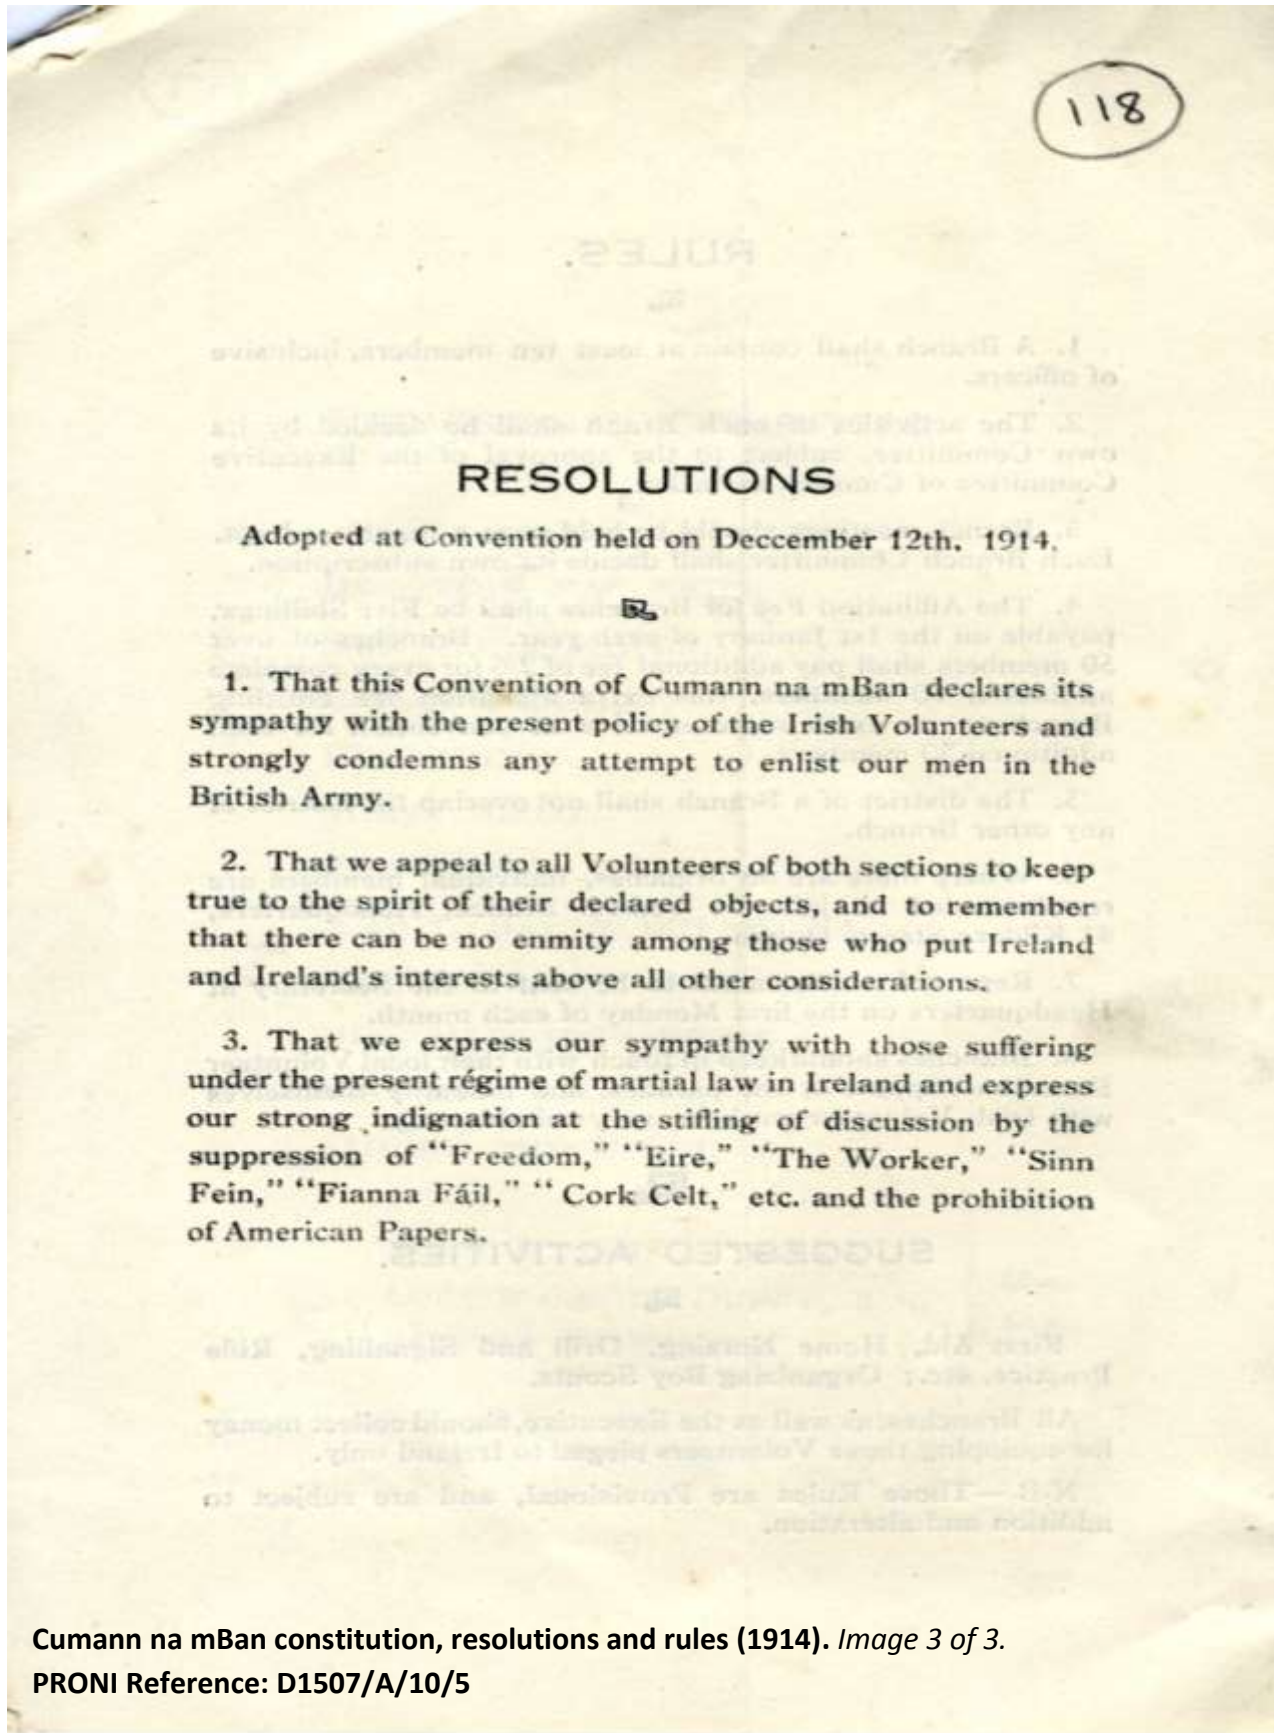 118
RESOLUTIONS
Adopted at Convention held on Deccember 12th. 1914.
1. That this Convention of Cumann na mBan declares its
sympathy with the present policy of the Irish Volunteers and
strongly condemns any attempt to enlist our men in the
British Army.
2. That we appeal to all Volunteers of both sections to keep
true to the spirit of their declared objects, and to remember
that there can be no enmity among those who put Ireland
and Ireland's interests above all other considerations.
3. That we express our sympathy with those suffering
under the present régime of martial law in Ireland and express
our strong indignation at the stifling of discussion by the
suppression of "Freedom," "Eire," "The Worker," "Sinn
Fein," "Fianna Fáil," " Cork Celt," etc. and the prohibition
of American Papers.
Cumann na mBan constitution, resolutions and rules (1914). Image 3 of 3.
PRONI Reference: D1507/A/10/5